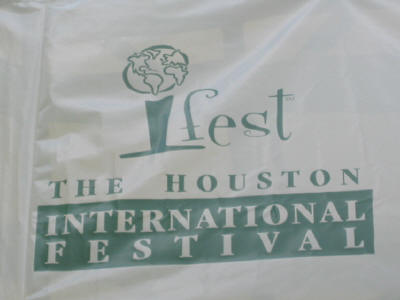 ifest
THE HOUSTON
INTERNATIONAL
FESTIVAL